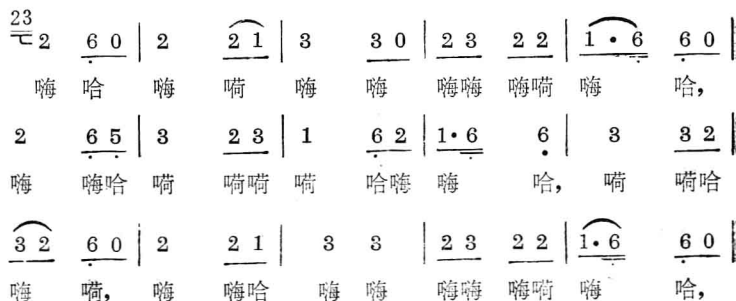 23
2 6 0 | 2 2 1 | 3 3 0 | 2 3 2 2 | 1 • 6 6 0 |
嗨 哈 嗨 嗬 嗨 嗨 嗨嗨 嗨嗬 嗨 哈,
2 6 5 | 3 2 3 | 1 6 2 | 1•6 6 | 3 3 2 |
嗨 嗨哈 嗬 嗬嗬 嗬 哈嗨 嗨 哈, 嗬 嗬哈
3 2 6 0 | 2 2 1 | 3 3 | 2 3 2 2 | 1•6 6 0 |
嗨 嗬, 嗨 嗨哈 嗨 嗨 嗨嗨 嗨嗬 嗨 哈,